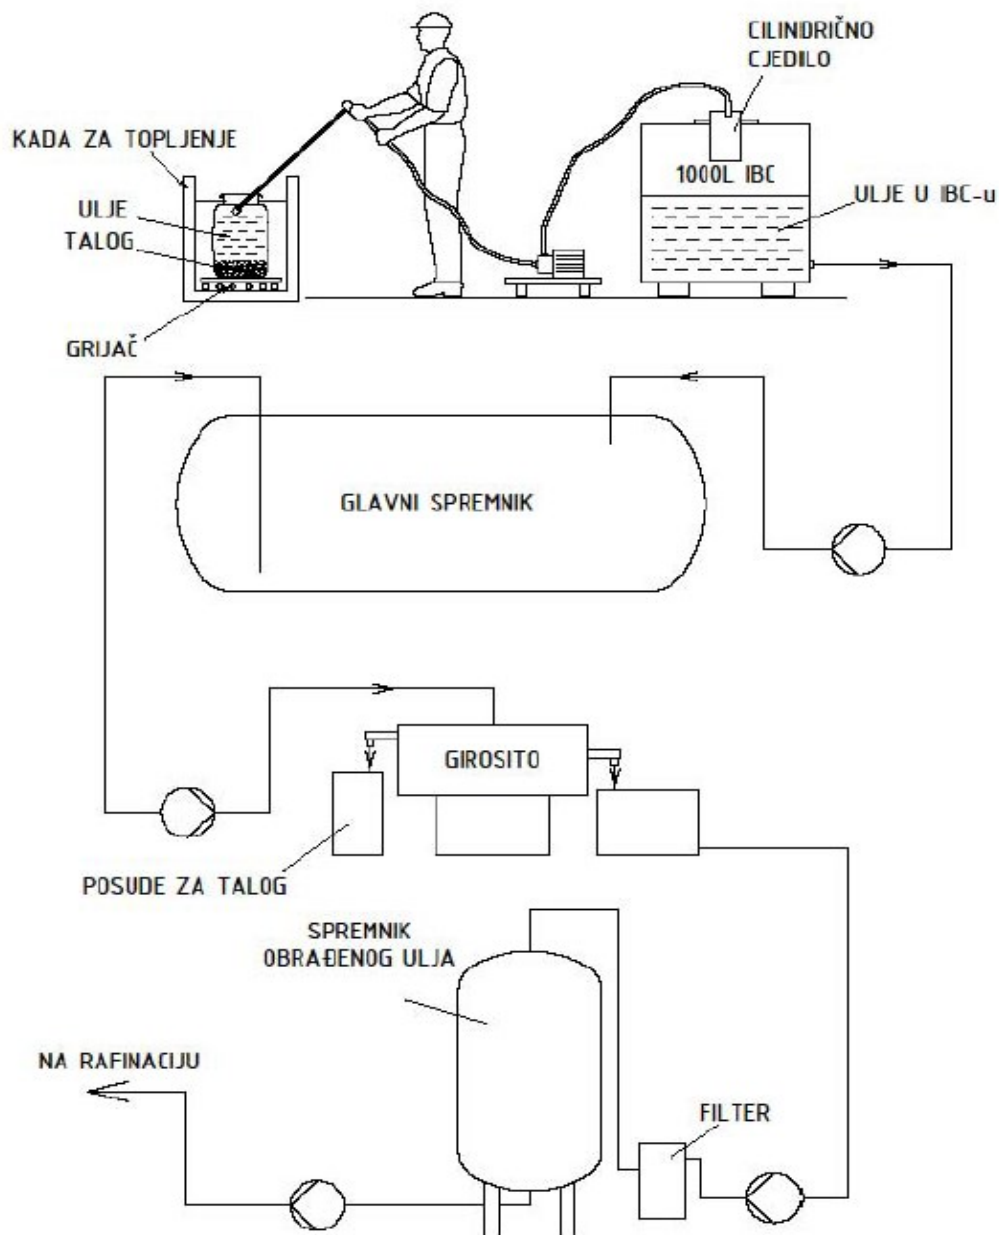 CILINDRIČNO
CJEDILO
KADA ZA TOPLJENJE
1000L IBC
ULJE
ULJE U IBC-u
TALOG
GRIJAČ
GLAVNI SPREMNIK
GIROSITO
POSUDE ZA TALOG
SPREMNIK
OBRAĐENOG ULJA
NA RAFINACIJU
FILTER